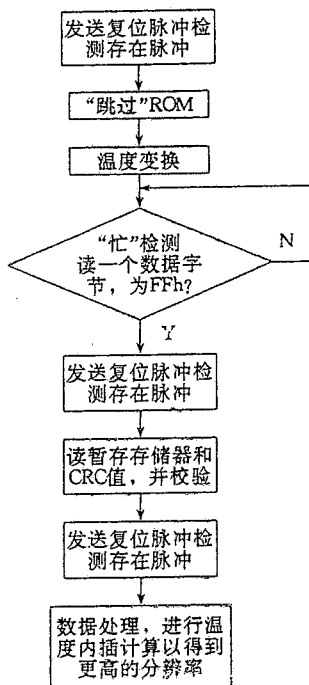 发送复位脉冲检
测存在脉冲
“跳过”ROM
温度变换
“忙”检测
读一个数据字
节，为FFh?
N
Y
发送复位脉冲检
测存在脉冲
读暂存存储器和
CRC值，并校验
发送复位脉冲检
测存在脉冲
数据处理，进行温
度内插计算以得到
更高的分辨率